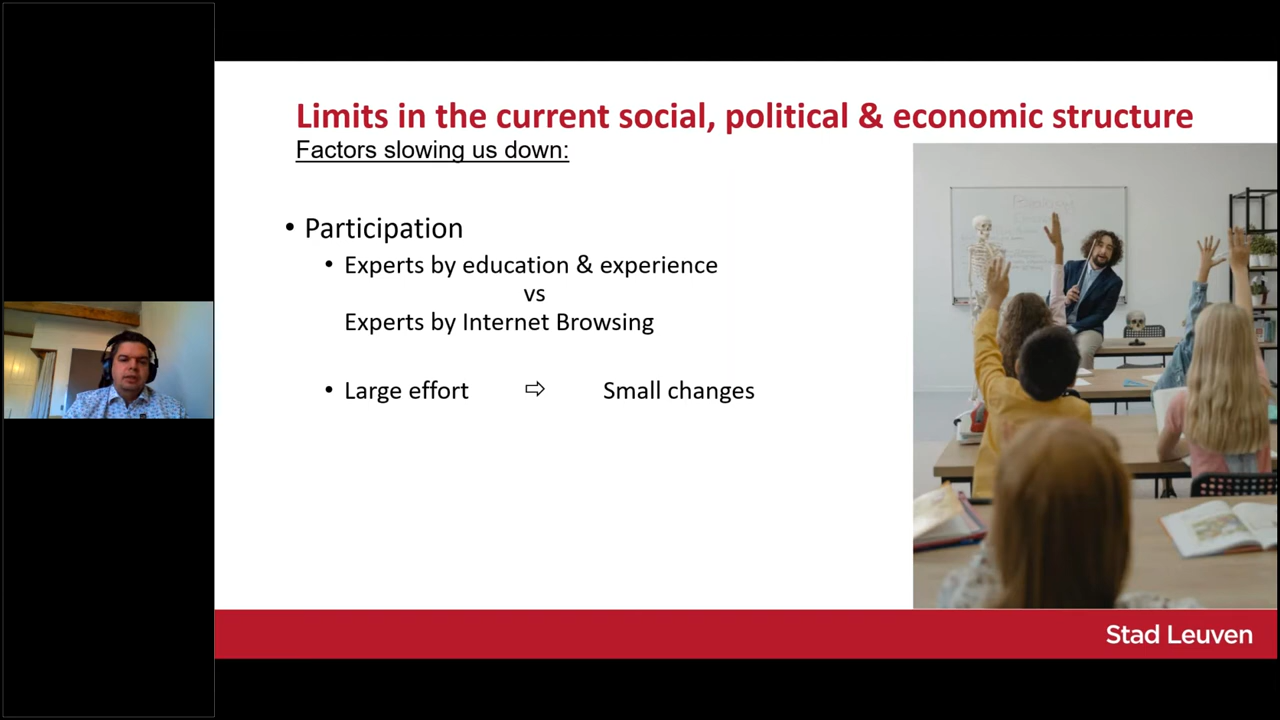 Limits in the current social, political & economic structure
Factors slowing us down:
• Participation
• Experts by education & experience
vs
Experts by Internet Browsing
• Large effort ⇨ Small changes
Stad Leuven